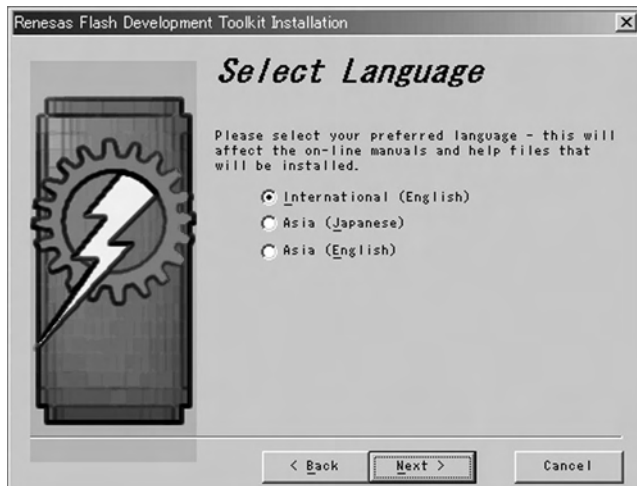 Renesas Flash Development Toolkit Installation
Select Language
Please select your preferred language - this will
affect the on-line manuals and help files that
will be installed.
International (English)
Asia (Japanese)
Asia (English)
< Back
Next >
Cancel